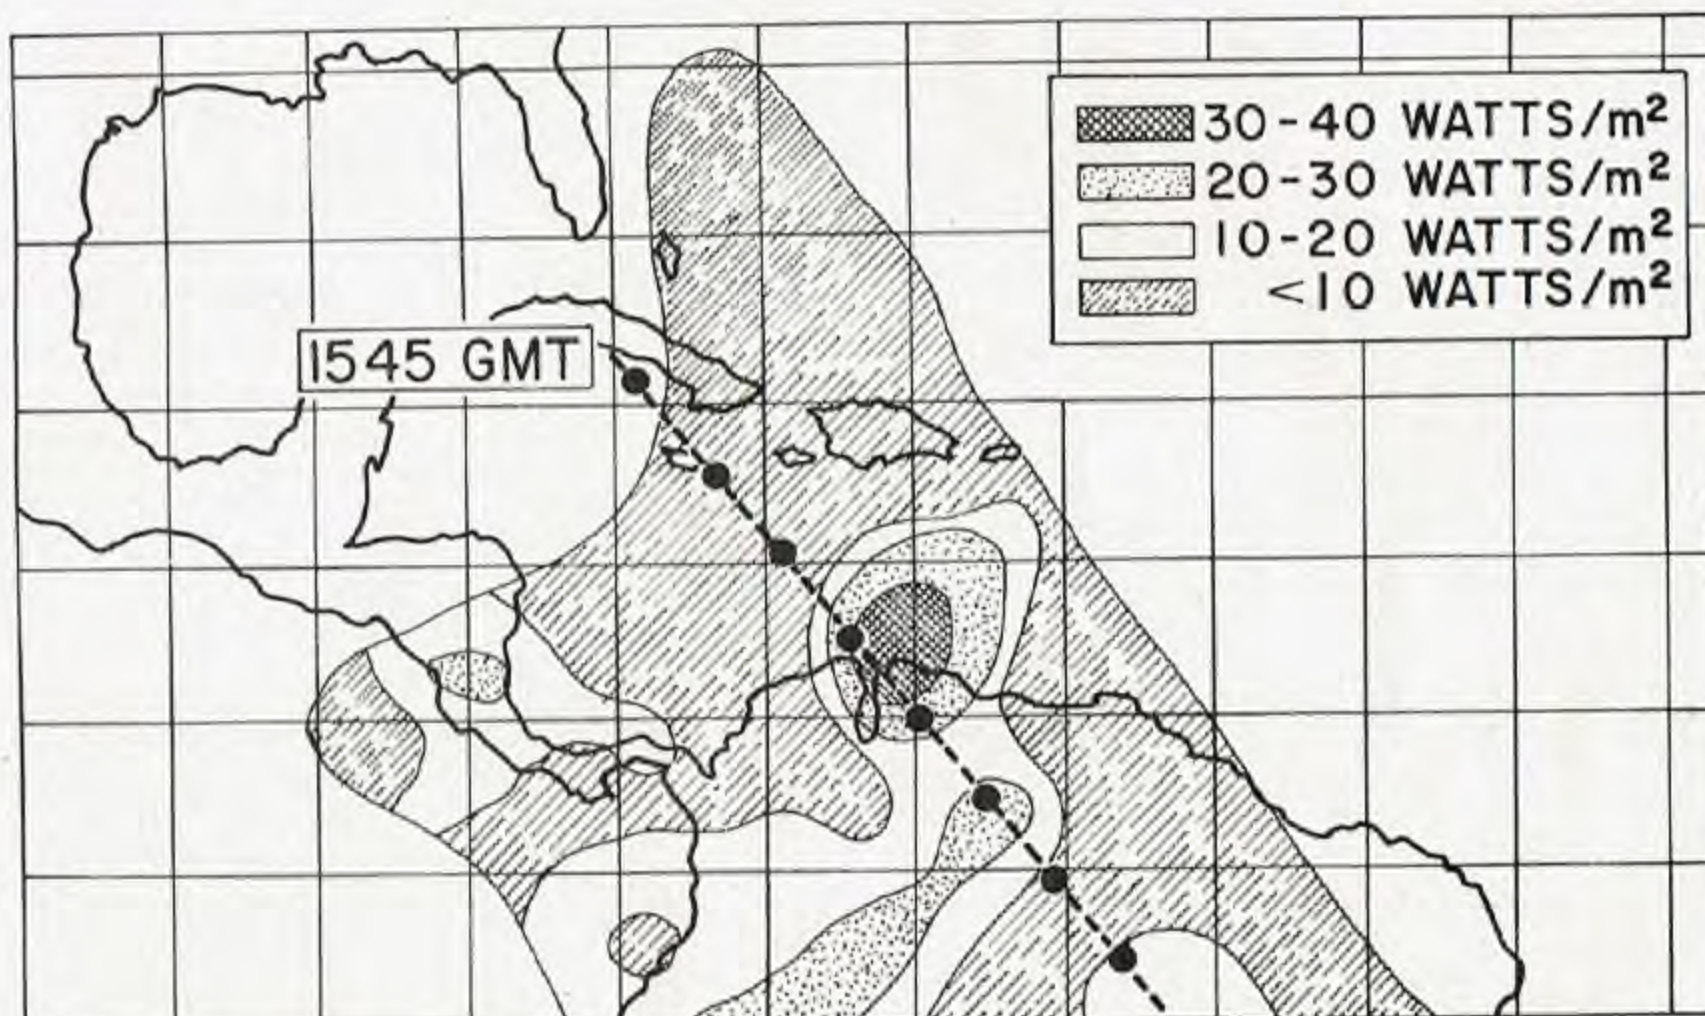 30-40 WATTS/m²
20-30 WATTS/m²
10-20 WATTS/m²
<10 WATTS/m²
1545 GMT